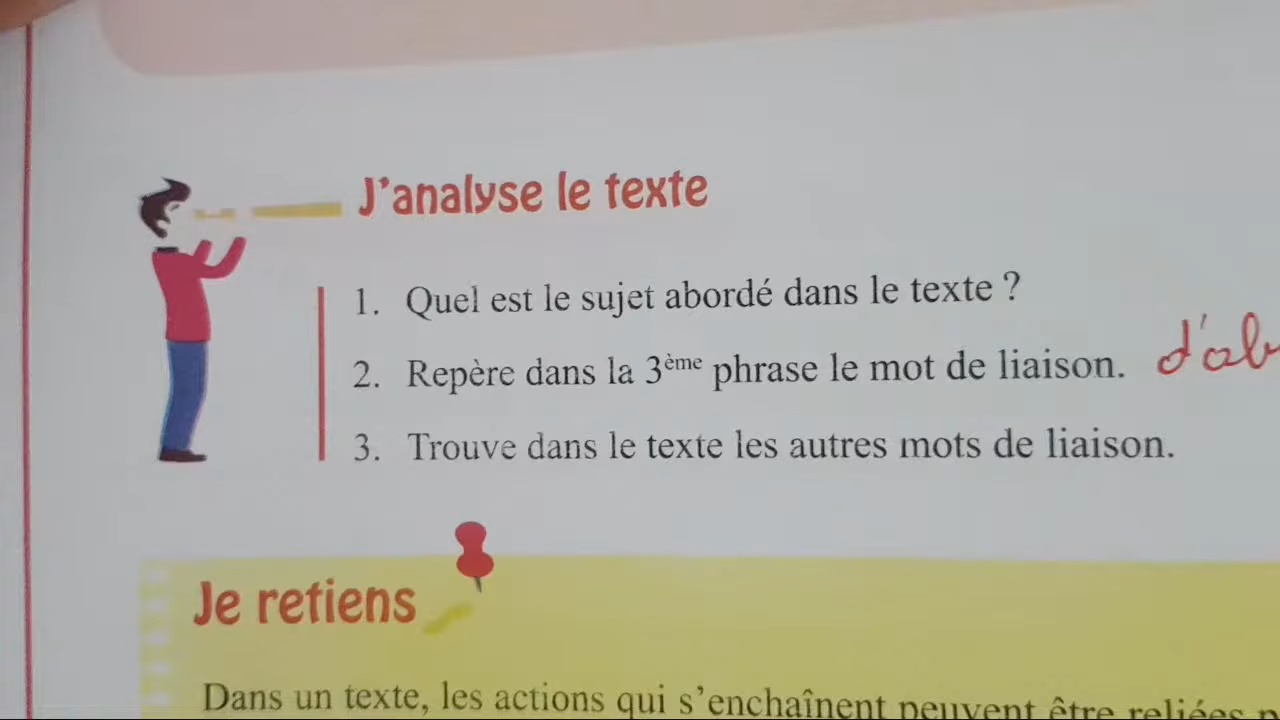 J'analyse le texte
1. Quel est le sujet abordé dans le texte ?
2. Repère dans la 3ème phrase le mot de liaison.
3. Trouve dans le texte les autres mots de liaison.
Je retiens
Dans un texte, les actions qui s'enchaînent peuvent être reliées